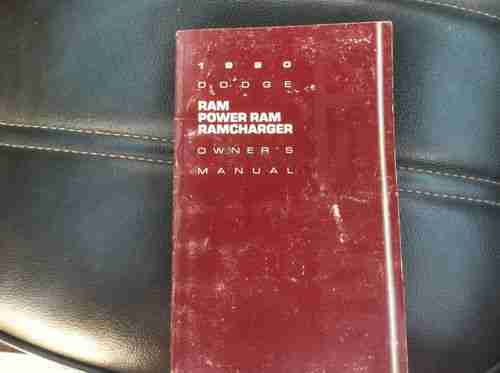 1990
DODGE
RAM
POWER RAM
RAMCHARGER
OWNER'S
MANUAL